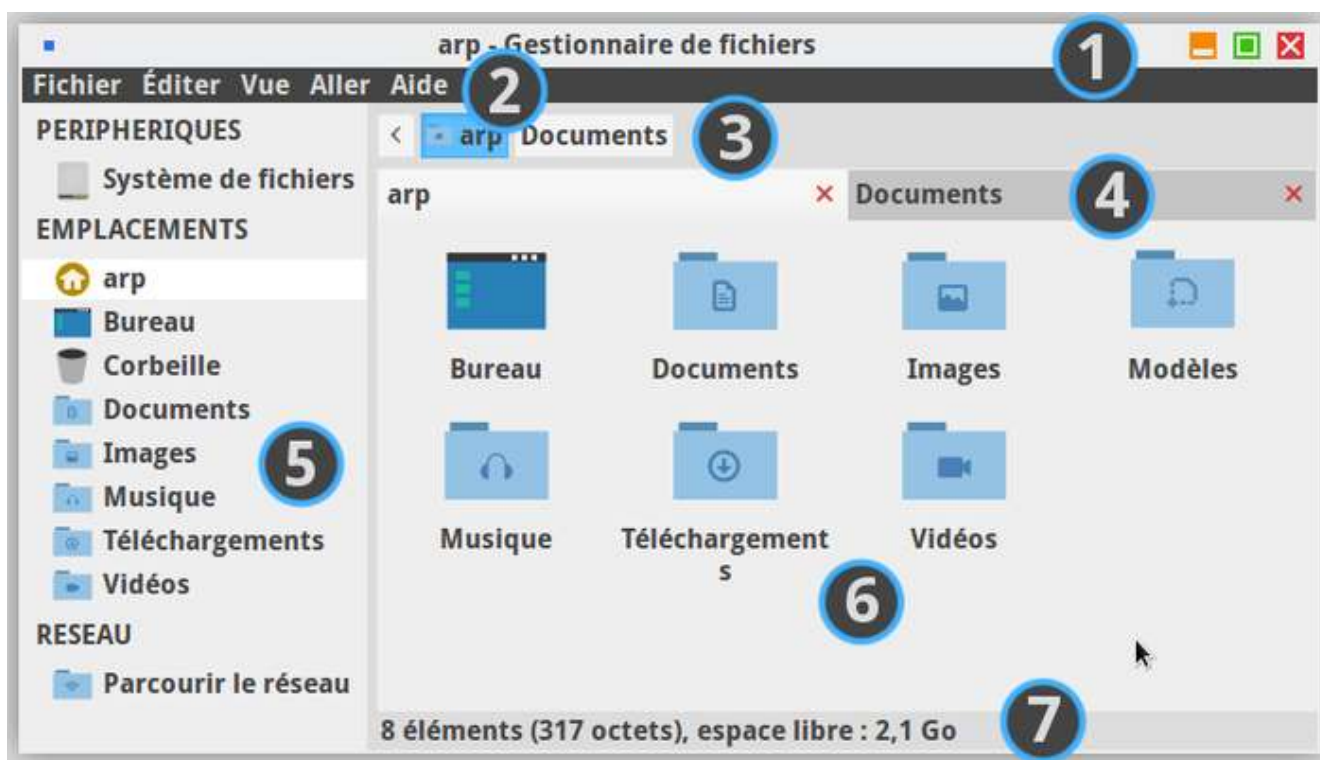 arp - Gestionnaire de fichiers
1
Fichier Éditer Vue Aller Aide
2
PERIPHERIQUES
Système de fichiers
EMPLACEMENTS
arp
Bureau
Corbeille
Documents
Images
Musique
Téléchargements
Vidéos
5
RESEAU
Parcourir le réseau
< arp Documents
3
arp Documents
4
Bureau Documents Images Modèles
Musique Téléchargement Vidéos
s
6
8 éléments (317 octets), espace libre : 2,1 Go
7